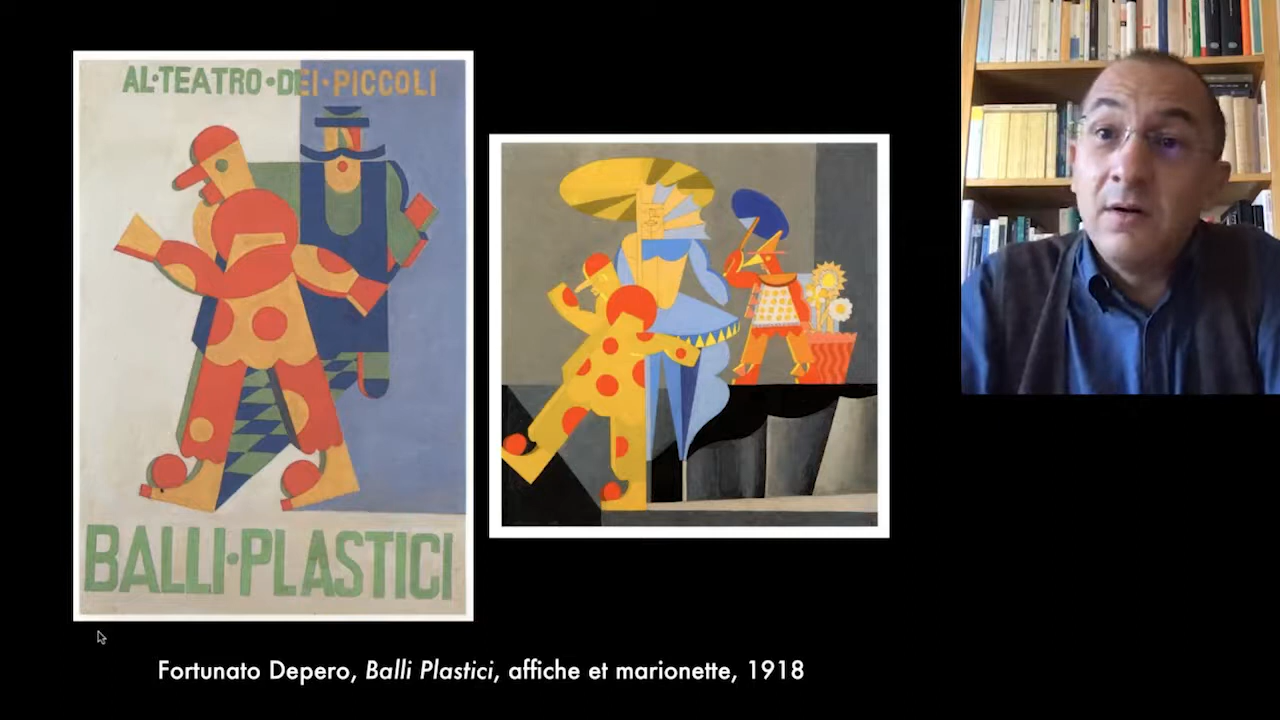 AL·TEATRO·DEI·PICCOLI
BALLI·PLASTICI
Fortunato Depero, Balli Plastici, affiche et marionette, 1918